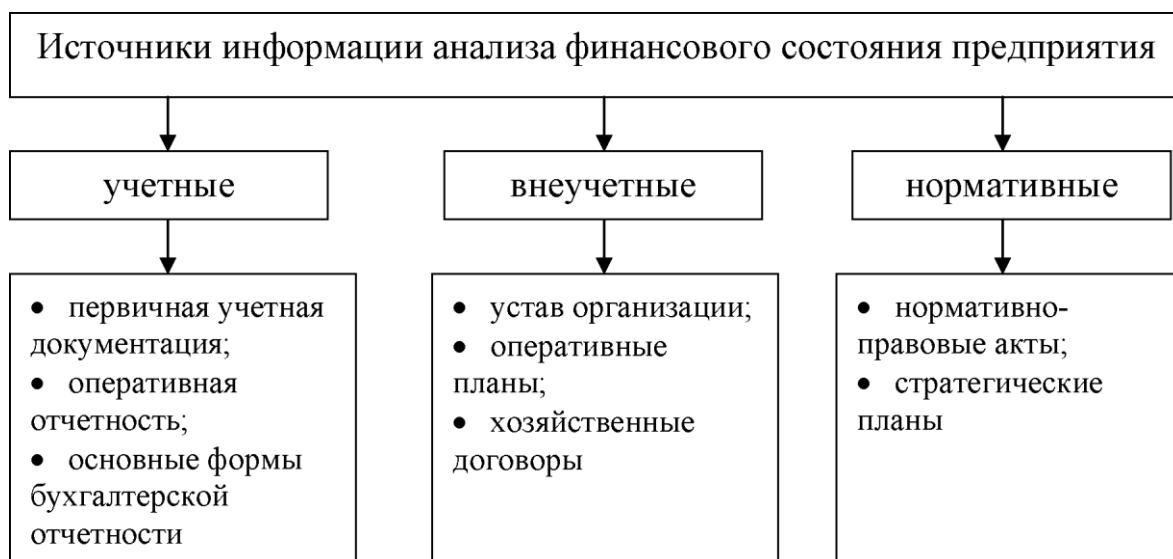 Источники информации анализа финансового состояния предприятия
учетные
внеучетные
нормативные
• первичная учетная
документация;
• оперативная
отчетность;
• основные формы
бухгалтерской
отчетности
• устав организации;
• оперативные
планы;
• хозяйственные
договоры
• нормативно-
правовые акты;
• стратегические
планы